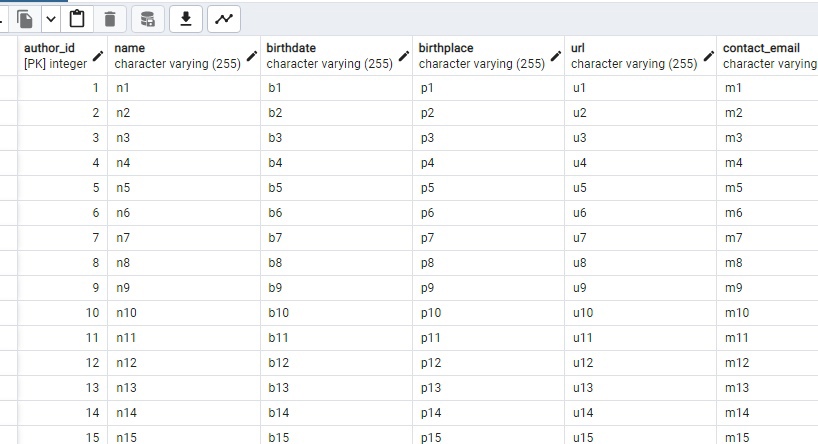 author_id name birthdate birthplace url contact_email
[PK] integer character varying (255) character varying (255) character varying (255) character varying (255) character varying
1 n1 b1 p1 u1 m1
2 n2 b2 p2 u2 m2
3 n3 b3 p3 u3 m3
4 n4 b4 p4 u4 m4
5 n5 b5 p5 u5 m5
6 n6 b6 p6 u6 m6
7 n7 b7 p7 u7 m7
8 n8 b8 p8 u8 m8
9 n9 b9 p9 u9 m9
10 n10 b10 p10 u10 m10
11 n11 b11 p11 u11 m11
12 n12 b12 p12 u12 m12
13 n13 b13 p13 u13 m13
14 n14 b14 p14 u14 m14
15 n15 b15 p15 u15 m15